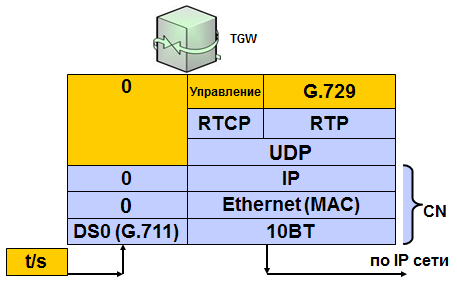 TGW
0 Управление G.729
RTCP RTP
UDP
0 IP
0 Ethernet (MAC)
CN
DS0 (G.711) 10BT
t/s по IP сети